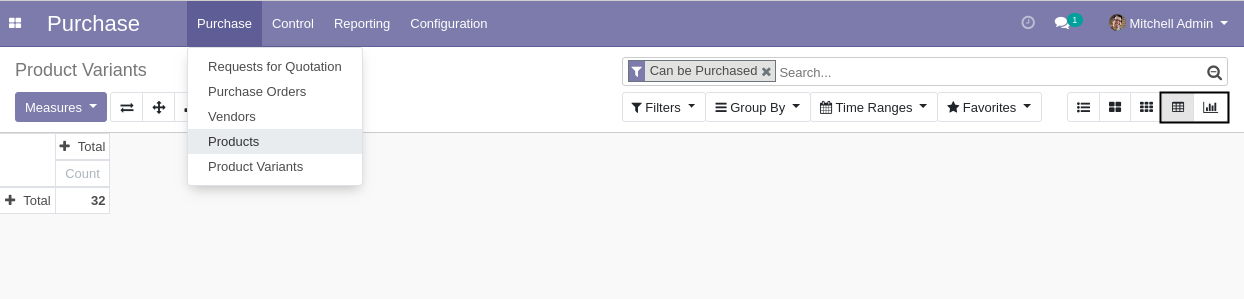 Purchase
Purchase Control Reporting Configuration
1 Mitchell Admin
Product Variants
Requests for Quotation
Purchase Orders
Vendors
Products
Product Variants
Can be Purchased Search...
Measures
Filters Group By Time Ranges Favorites
Total
Count
Total 32